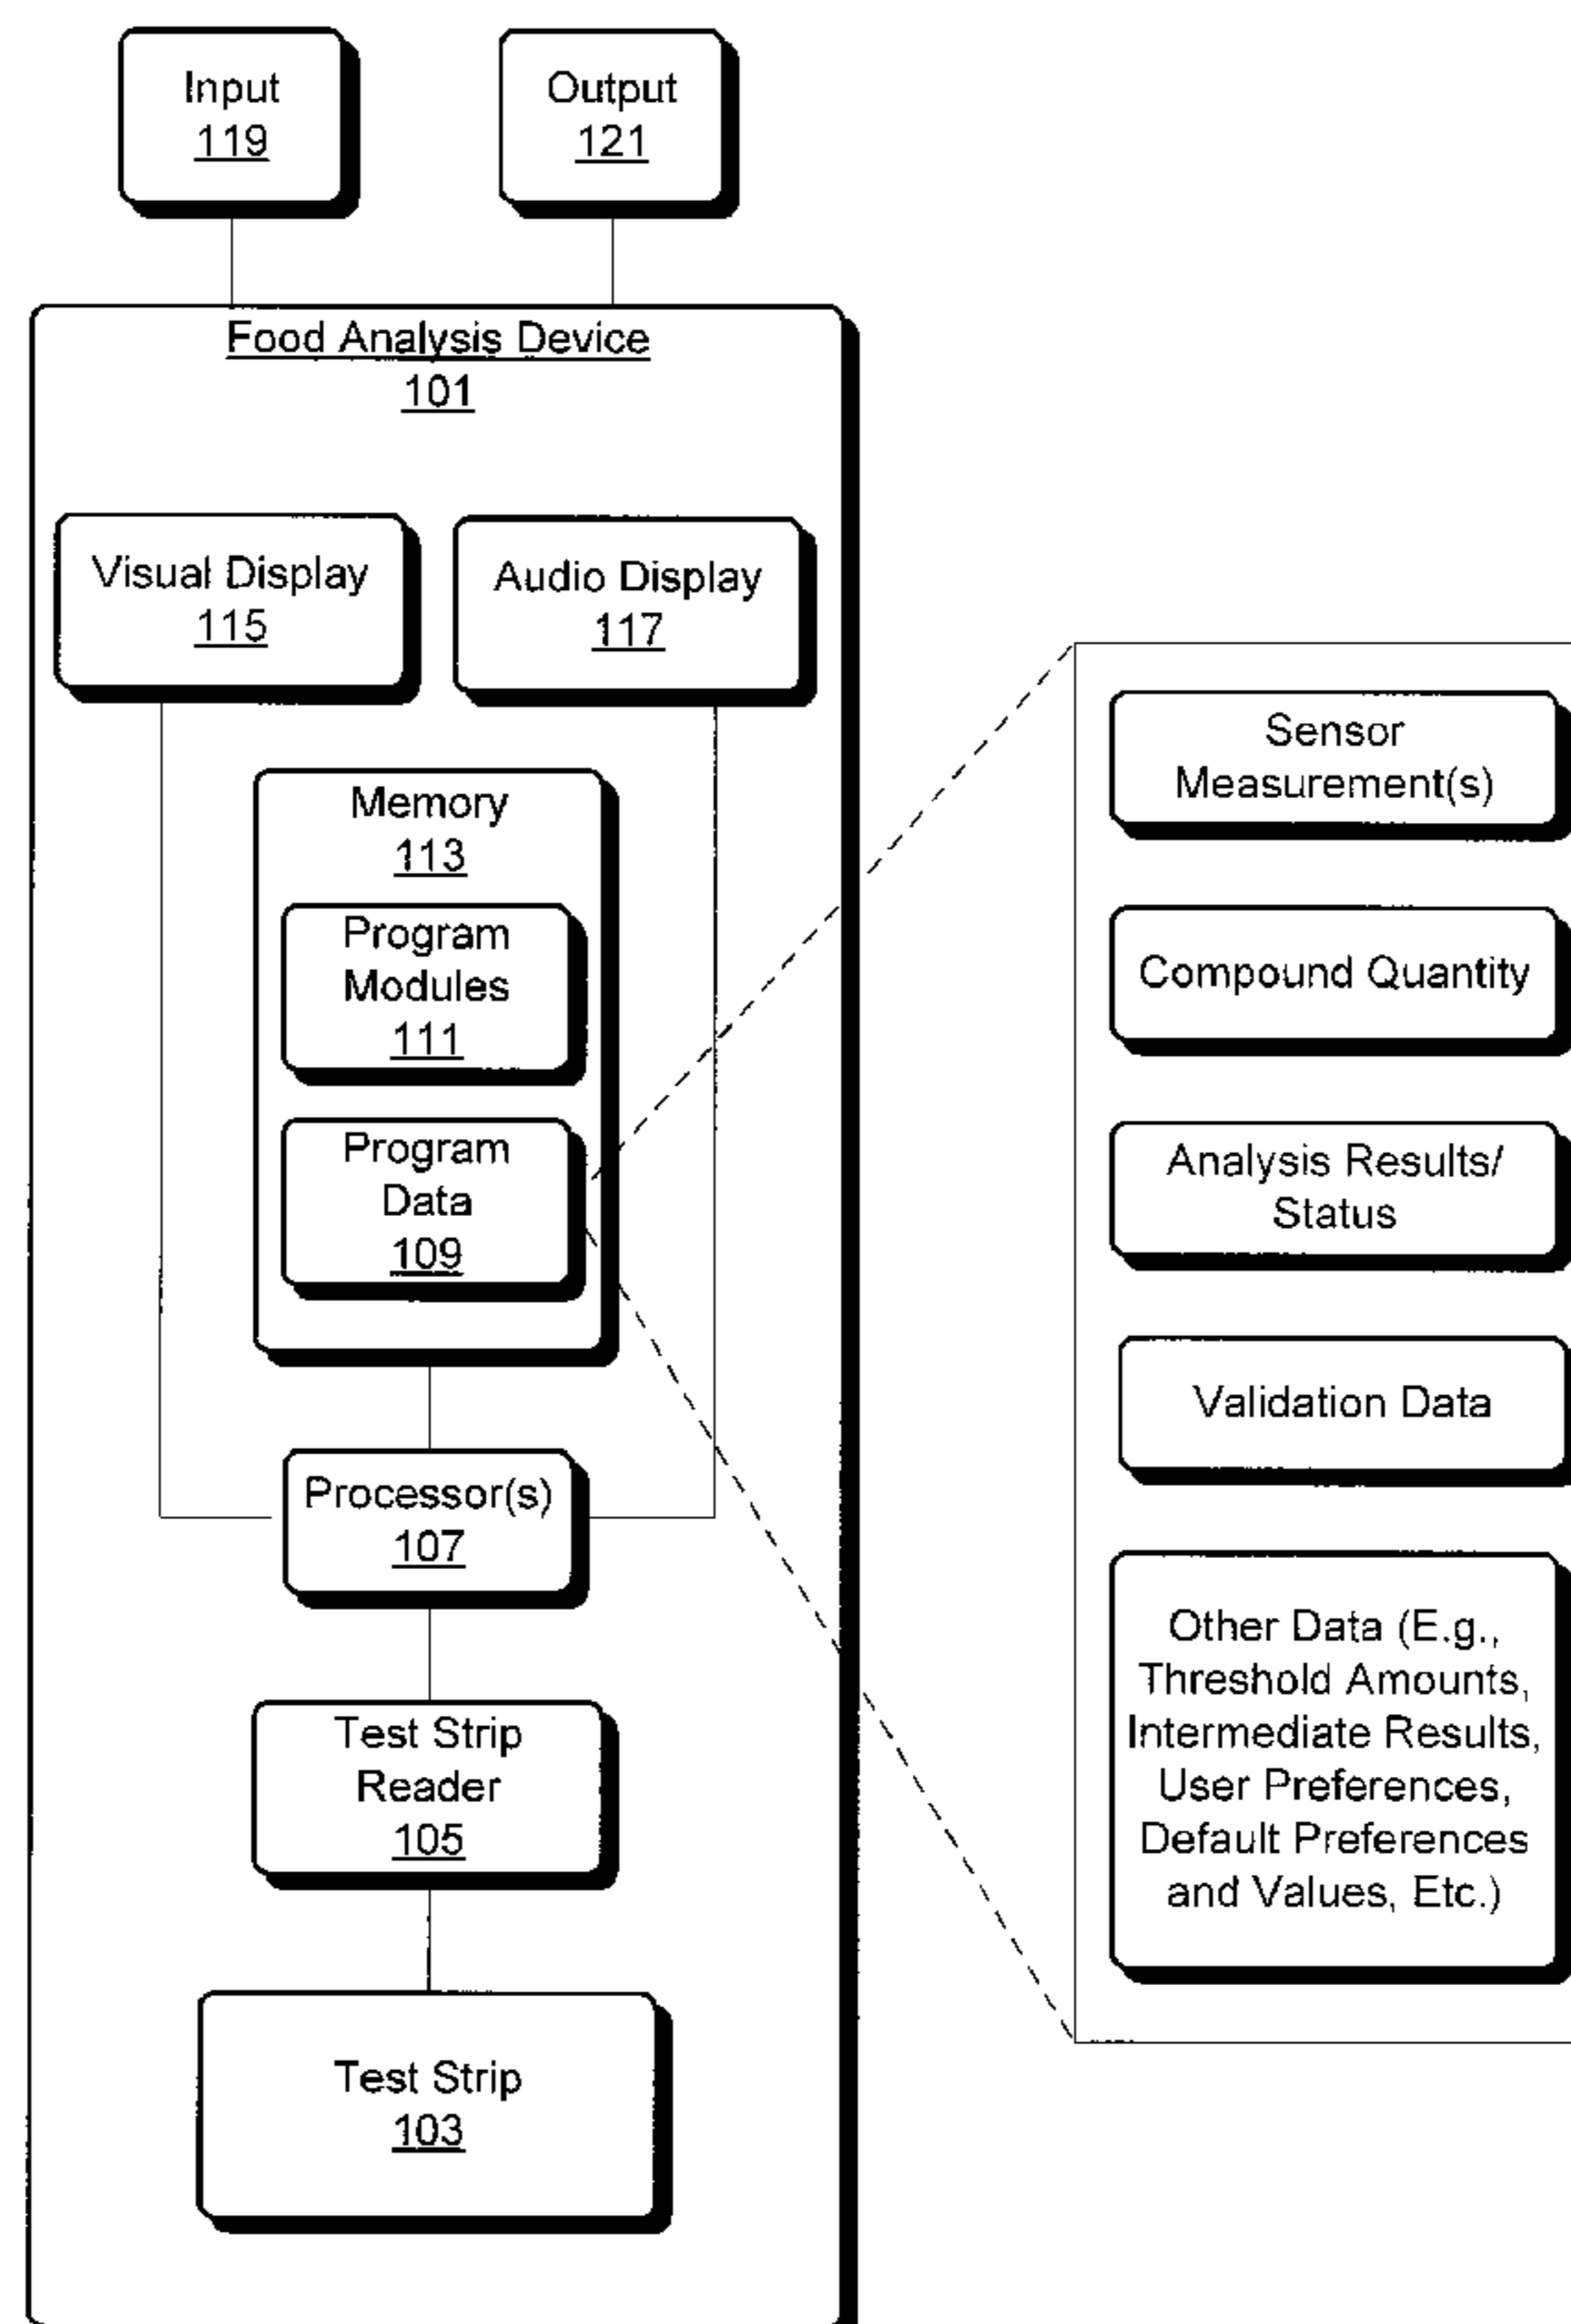 Input
119
Output
121
Food Analysis Device
101
Visual Display
115
Audio Display
117
Memory
113
Program
Modules
111
Program
Data
109
Processor(s)
107
Test Strip
Reader
105
Test Strip
103
Sensor
Measurement(s)
Compound Quantity
Analysis Results/
Status
Validation Data
Other Data (E.g.,
Threshold Amounts,
Intermediate Results,
User Preferences,
Default Preferences
and Values, Etc.)